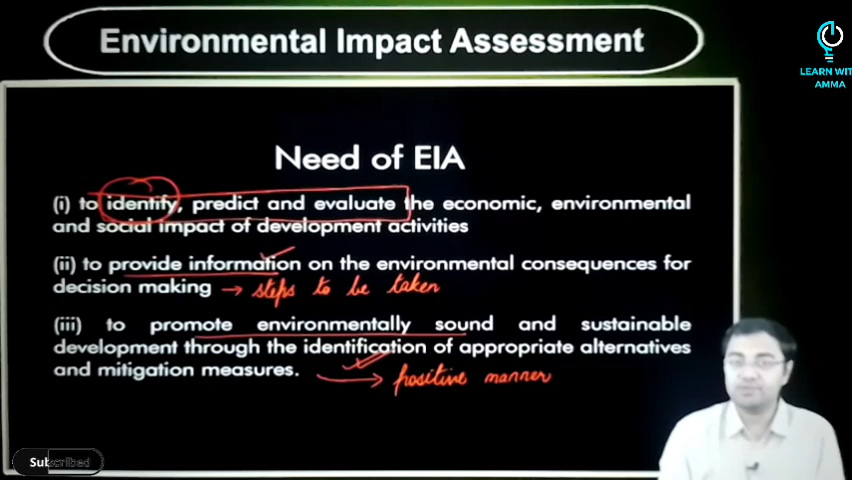 Environmental Impact Assessment
LEARN WIT
AMMA
Need of EIA
(i) to identify, predict and evaluate the economic, environmental
and social impact of development activities
(ii) to provide information on the environmental consequences for
decision making → steps to be taken
(iii) to promote environmentally sound and sustainable
development through the identification of appropriate alternatives
and mitigation measures. → positive manner
Subscribed